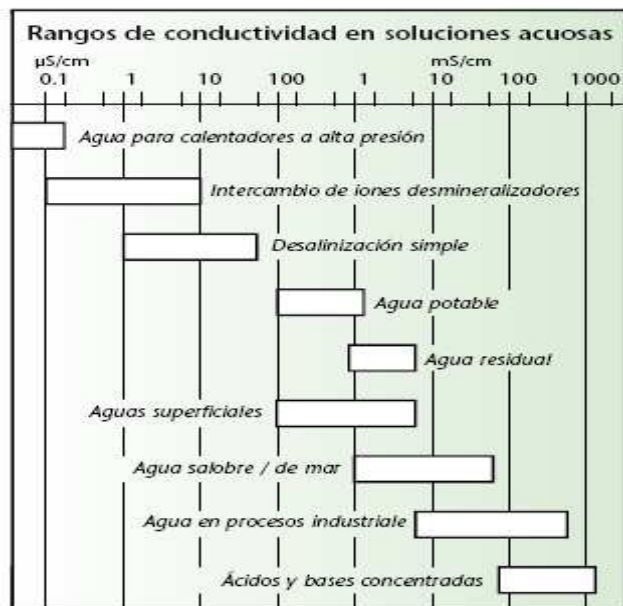 Rangos de conductividad en soluciones acuosas
µS/cm mS/cm
0.1 1 10 100 1 10 100 1000
Agua para calentadores a alta presión
Intercambio de iones desmineralizadores
Desalinización simple
Agua potable
Agua residual
Aguas superficiales
Agua salobre / de mar
Agua en procesos industriale
Ácidos y bases concentradas